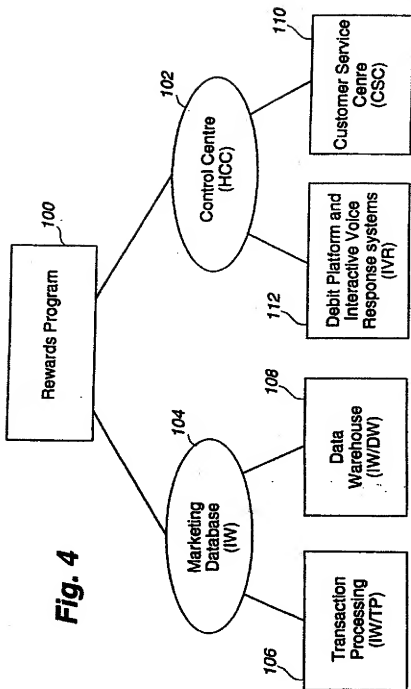 Fig. 4
100
Rewards Program
104
Marketing
Database
(IW)
102
Control Centre
(HCC)
106
Transaction
Processing
(IW/TP)
108
Data
Warehouse
(IW/DW)
112
Debit Platform and
Interactive Voice
Response systems
(IVR)
110
Customer Service
Cenre
(CSC)